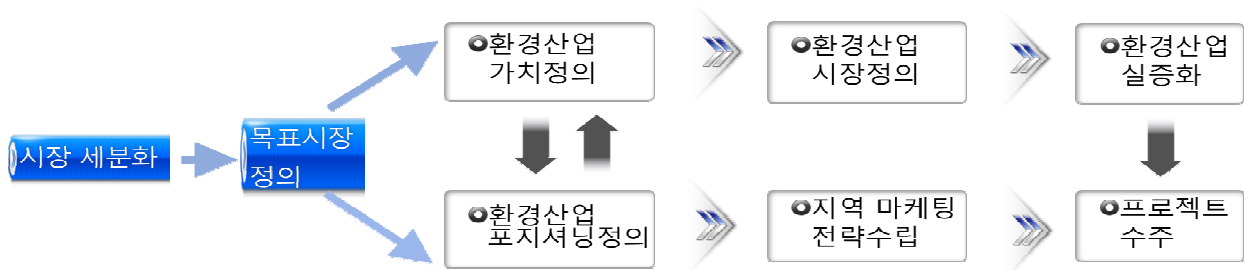 시장 세분화
목표시장
정의
환경산업
가치정의
환경산업
시장정의
환경산업
실증화
환경산업
포지셔닝정의
지역 마케팅
전략수립
프로젝트
수주